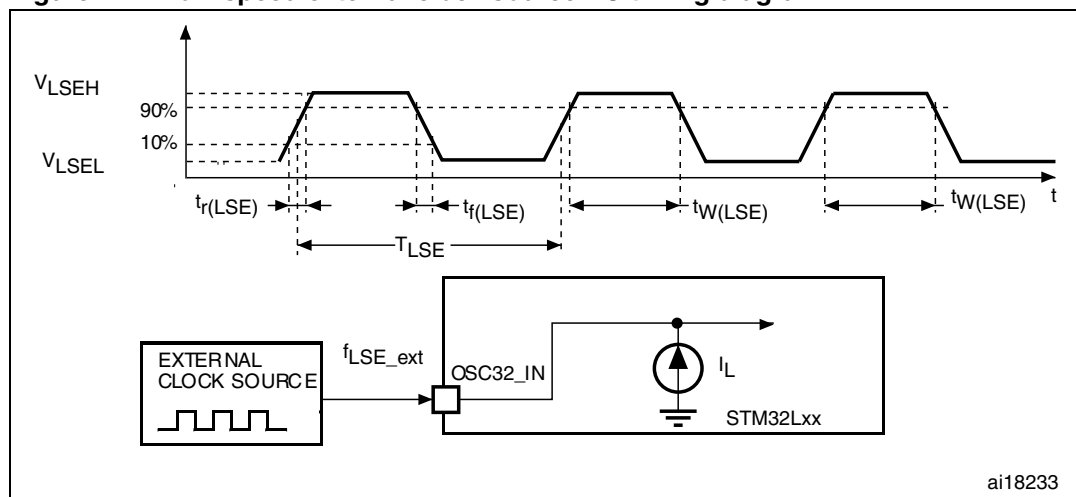 V_LSEH
90%
10%
V_LSEL
t_r(LSE)
t_f(LSE)
t_W(LSE)
t_W(LSE)
t
T_LSE
EXTERNAL
CLOCK SOURCE
f_LSE_ext
OSC32_IN
I_L
STM32Lxx
ai18233